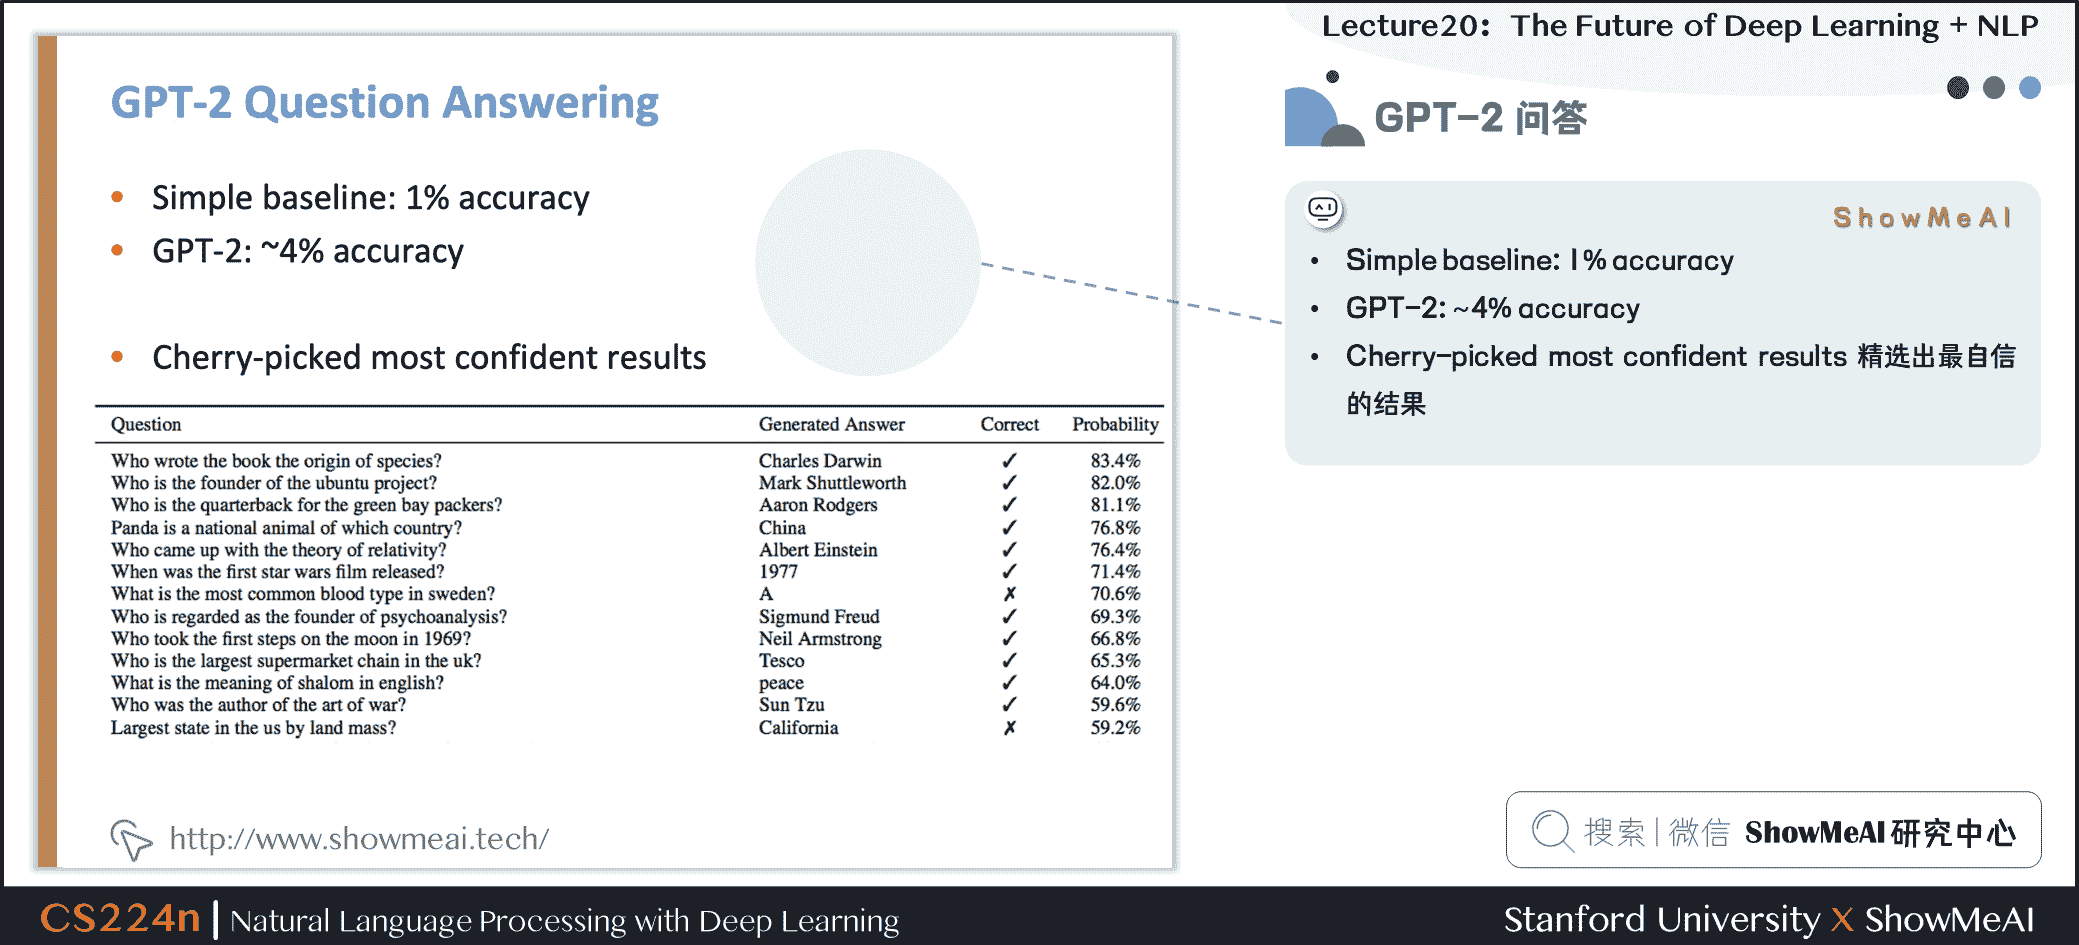 Lecture20: The Future of Deep Learning + NLP
GPT-2 Question Answering
• Simple baseline: 1% accuracy
• GPT-2: ~4% accuracy
• Cherry-picked most confident results
Question Generated Answer Correct Probability
Who wrote the book the origin of species? Charles Darwin ✓ 83.4%
Who is the founder of the ubuntu project? Mark Shuttleworth ✓ 82.0%
Who is the quarterback for the green bay packers? Aaron Rodgers ✓ 81.1%
Panda is a national animal of which country? China ✓ 76.8%
Who came up with the theory of relativity? Albert Einstein ✓ 76.4%
When was the first star wars film released? 1977 ✓ 71.4%
What is the most common blood type in sweden? A ✗ 70.6%
Who is regarded as the founder of psychoanalysis? Sigmund Freud ✓ 69.3%
Who took the first steps on the moon in 1969? Neil Armstrong ✓ 66.8%
Who is the largest supermarket chain in the uk? Tesco ✓ 65.3%
What is the meaning of shalom in english? peace ✓ 64.0%
Who was the author of the art of war? Sun Tzu ✓ 59.6%
Largest state in the us by land mass? California ✗ 59.2%
http://www.showmeai.tech/
GPT-2 问答
ShowMeAI
• Simple baseline: 1% accuracy
• GPT-2: ~4% accuracy
• Cherry-picked most confident results 精选出最自信
的结果
搜索|微信 ShowMeAI研究中心
CS224n | Natural Language Processing with Deep Learning
Stanford University X ShowMeAI